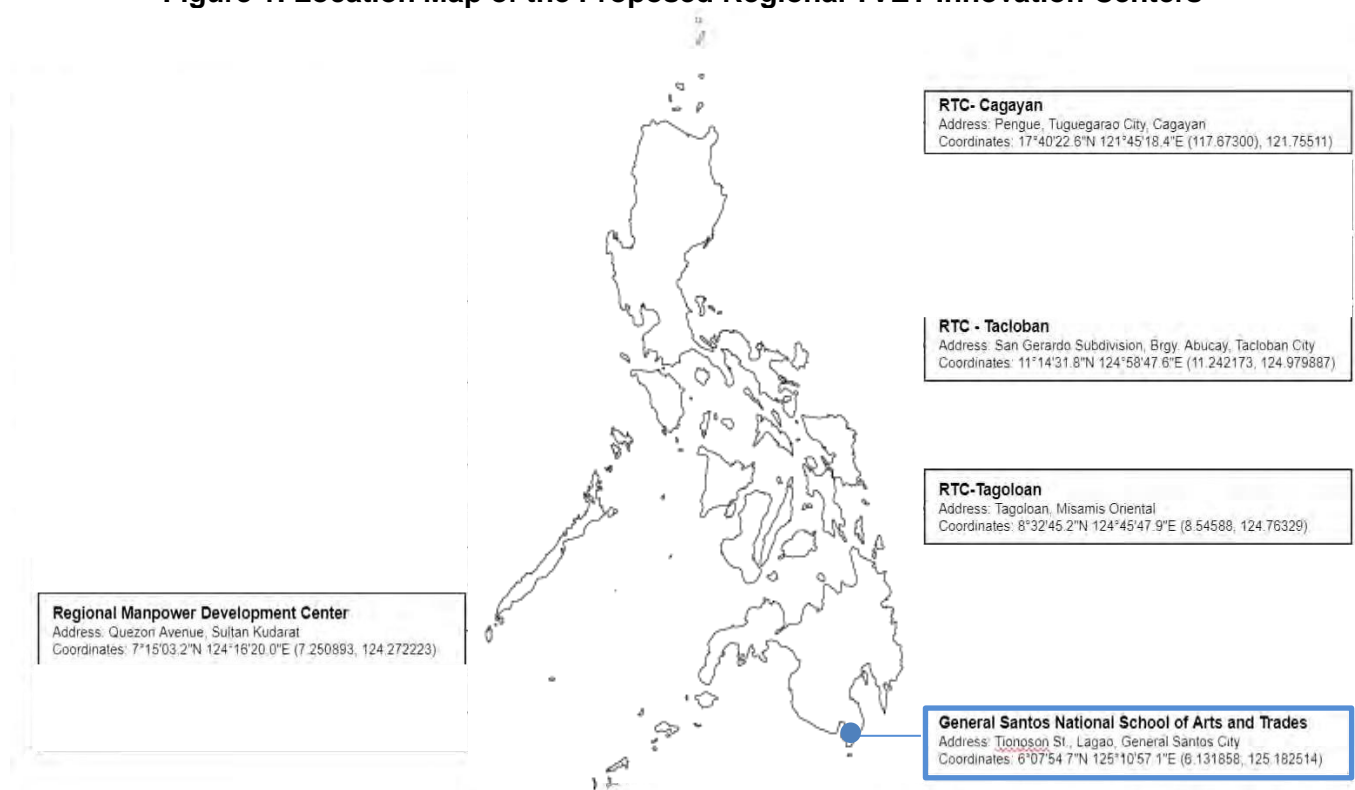 Figure 1. Location Map of the Proposed Regional TVET Innovation Centers
RTC- Cagayan
Address: Pengue, Tuguegarao City, Cagayan
Coordinates: 17°40'22.6"N 121°45'18.4"E (117.67300), 121.75511)
RTC - Tacloban
Address: San Gerardo Subdivision, Brgy. Abucay, Tacloban City
Coordinates: 11°14'31.8"N 124°58'47.6"E (11.242173, 124.979887)
RTC-Tagoloan
Address: Tagoloan, Misamis Oriental
Coordinates: 8°32'45.2"N 124°45'47.9"E (8.54588, 124.76329)
Regional Manpower Development Center
Address: Quezon Avenue, Sultan Kudarat
Coordinates: 7°15'03.2"N 124°16'20.0"E (7.250893, 124.272223)
General Santos National School of Arts and Trades
Address: Tionoson St., Lagao, General Santos City
Coordinates: 6°07'54.7"N 125°10'57.1"E (6.131858, 125.182514)